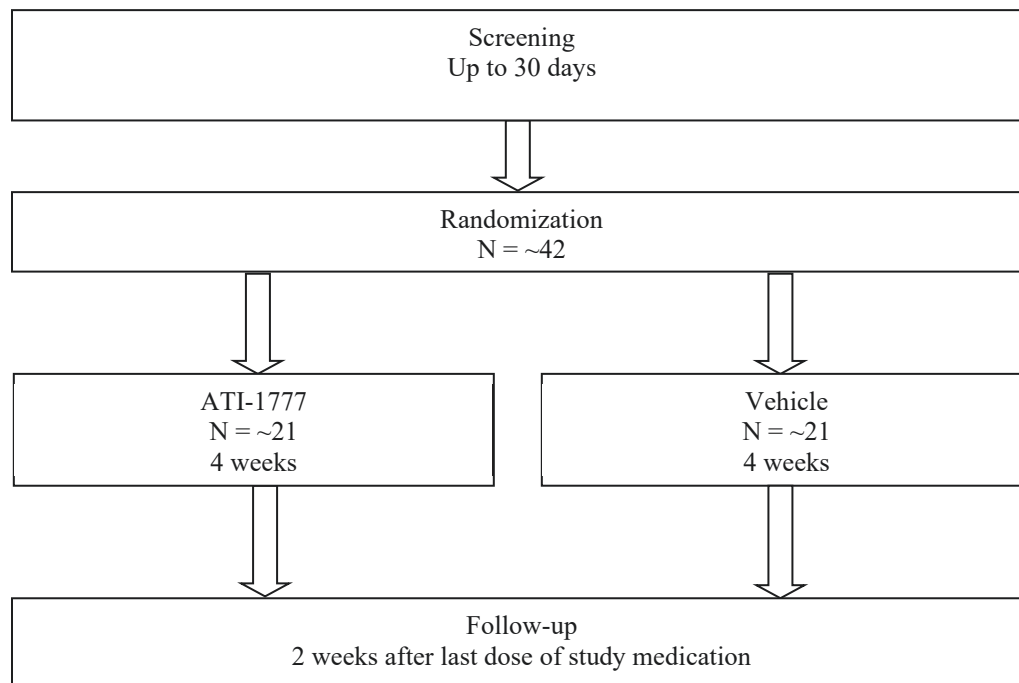 Screening
Up to 30 days
Randomization
N = ~42
ATI-1777
N = ~21
4 weeks
Vehicle
N = ~21
4 weeks
Follow-up
2 weeks after last dose of study medication